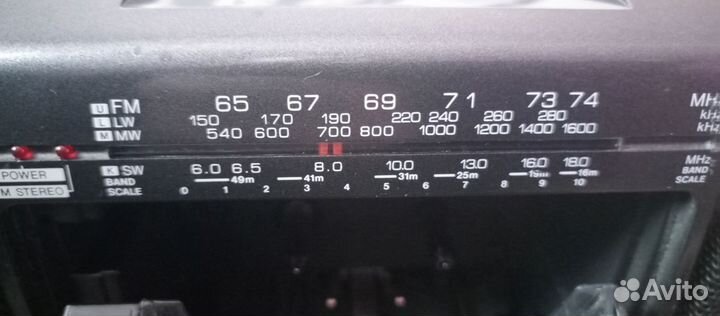 U FM 65 67 69 71 73 74 MHz
L LW 150 170 190 220 240 260 280 kHz
M MW 540 600 700 800 1000 1200 1400 1600 kHz
K SW 6.0 6.5 8.0 10.0 13.0 16.0 18.0 MHz
POWER BAND 49m 41m 31m 25m 19m 16m BAND
M STEREO SCALE 0 1 2 3 4 5 6 7 8 9 10 SCALE
Avito